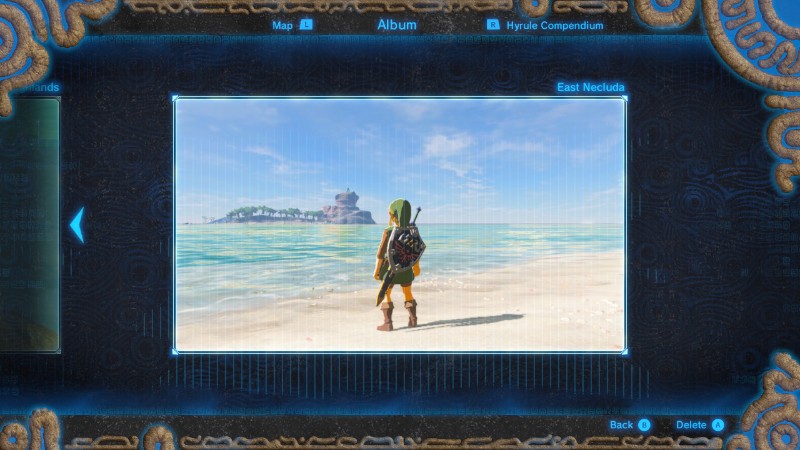 Map L
Album
R Hyrule Compendium
East Necluda
Back B
Delete A